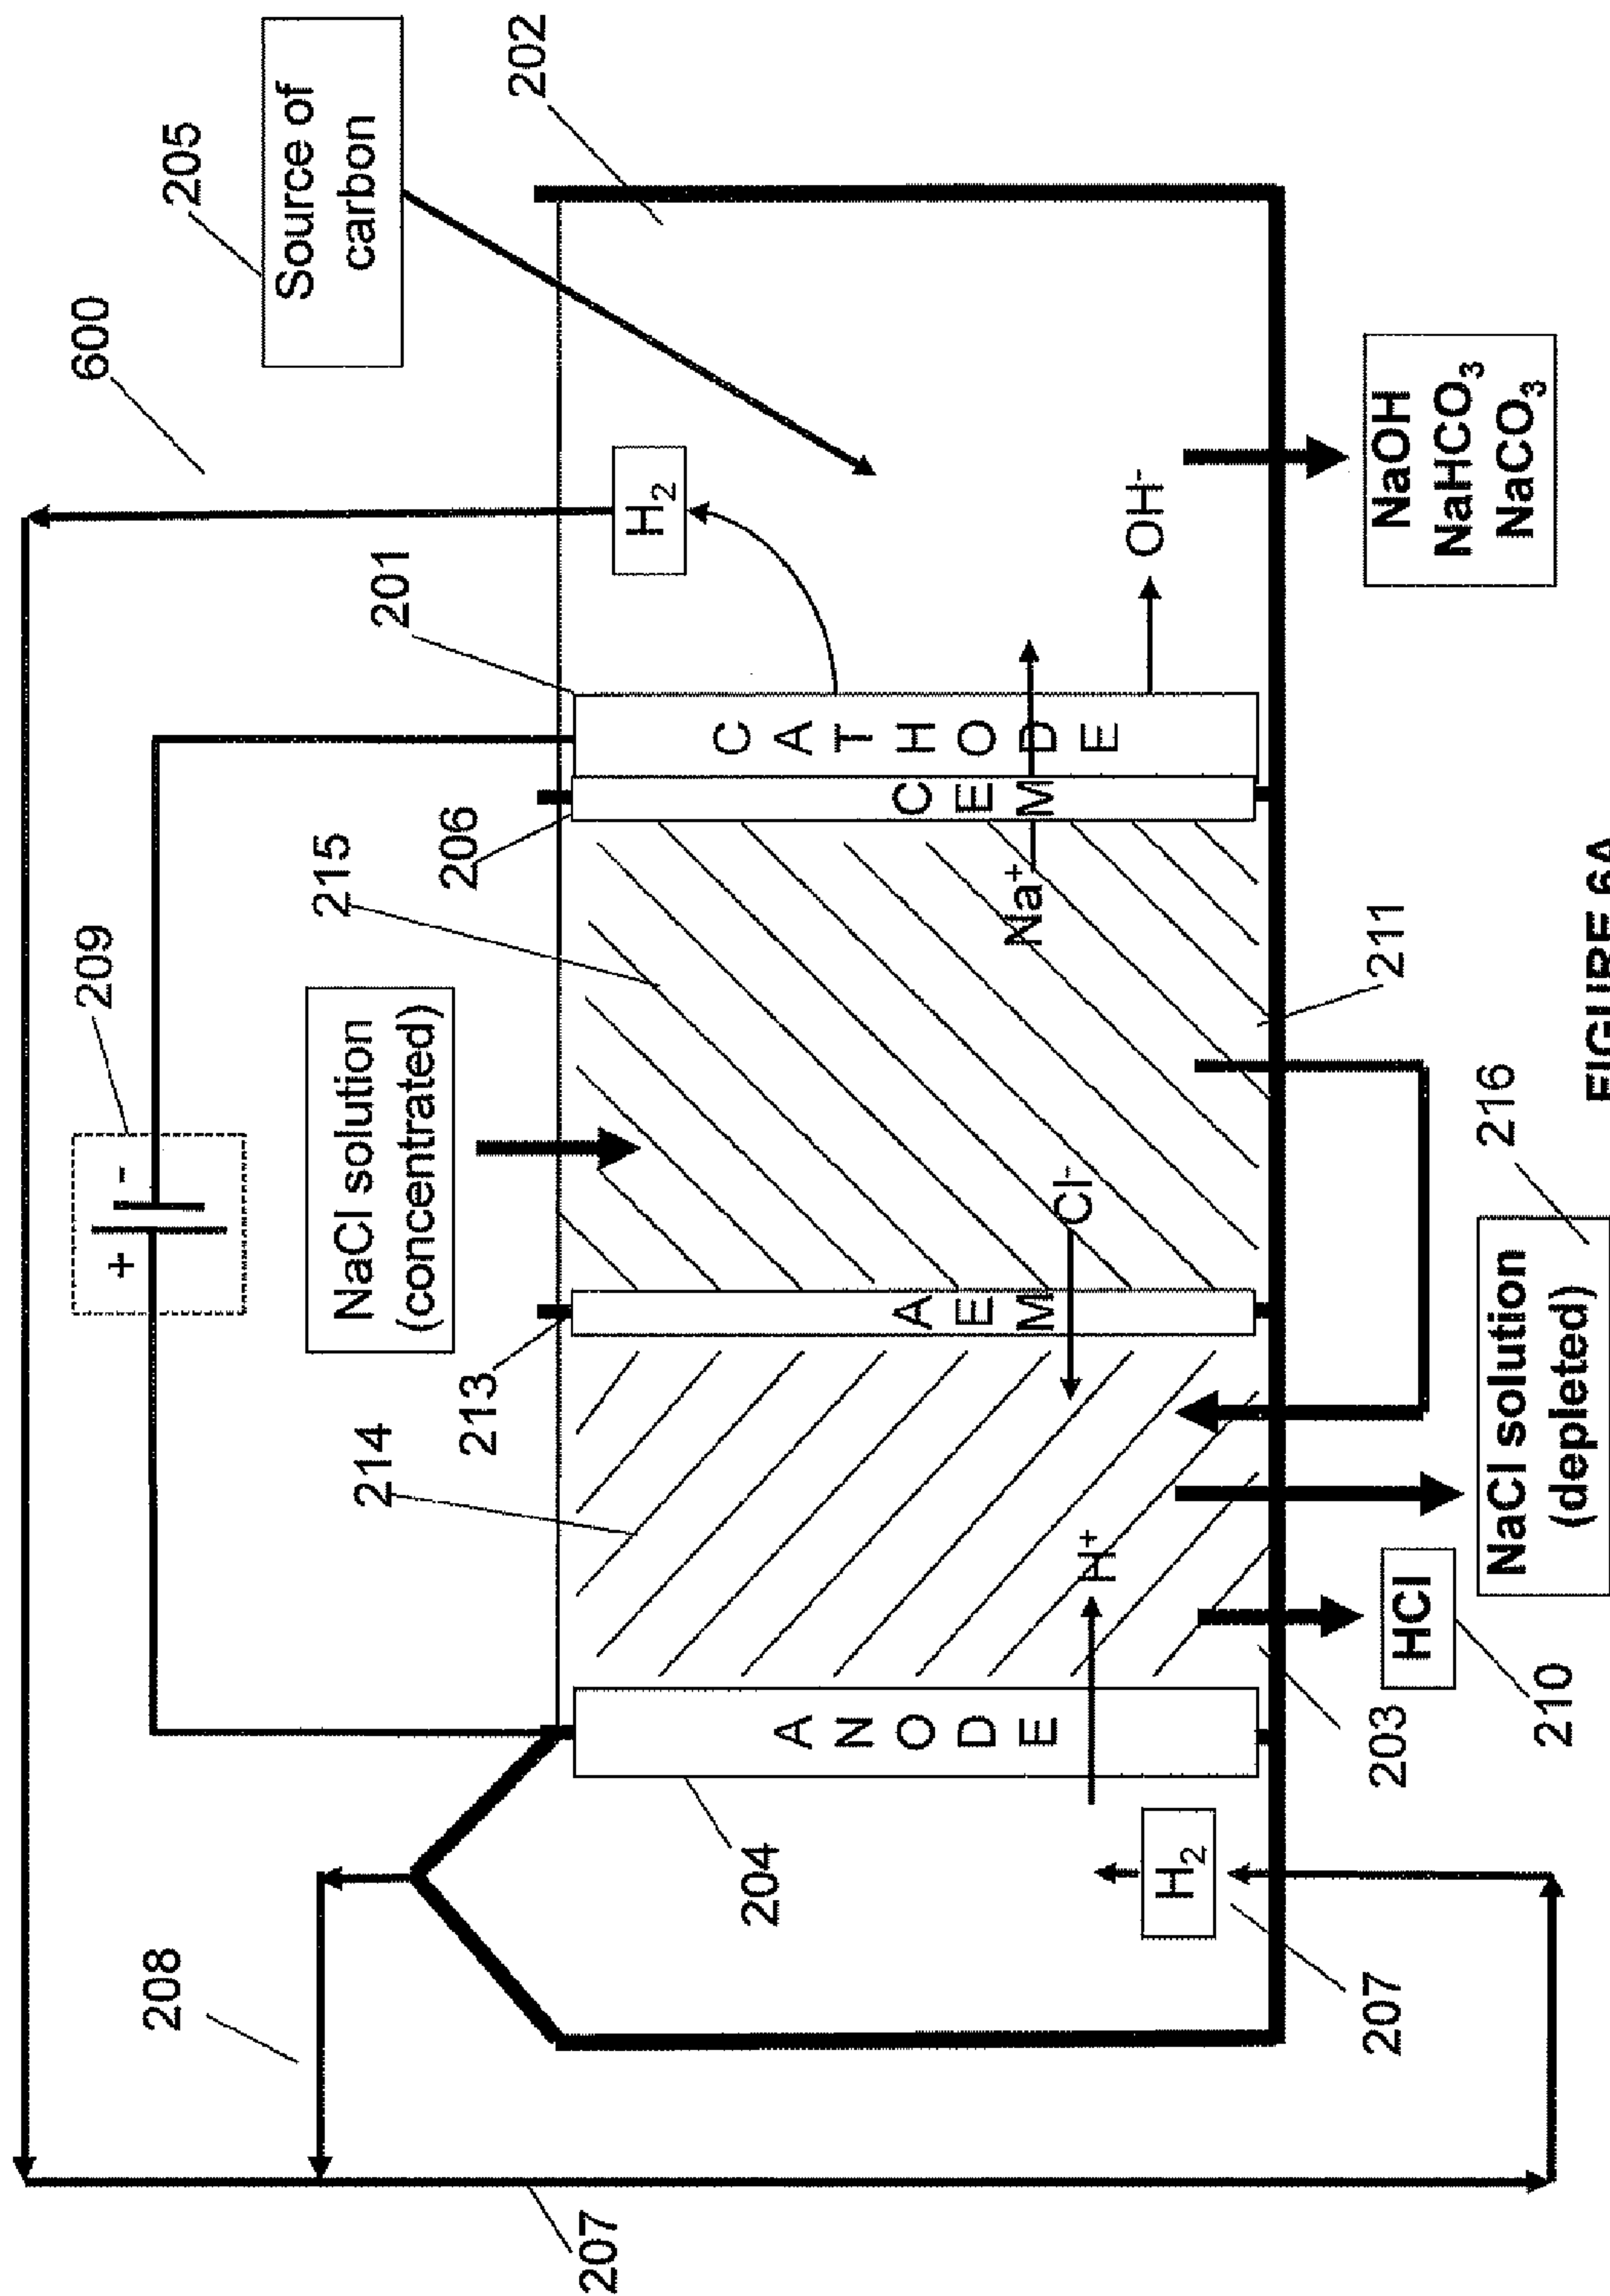 600
205
Source of
carbon
202
209
+
-
NaCl solution
(concentrated)
H₂
208
213
215
206
201
214
CATHODE
CEM
AEM
ANODE
204
Cl⁻
Na⁺
OH⁻
H⁺
H₂
207
207
203
211
HCl
210
NaCl solution
(depleted)
216
NaOH
NaHCO₃
NaCO₃
FIGURE 6A